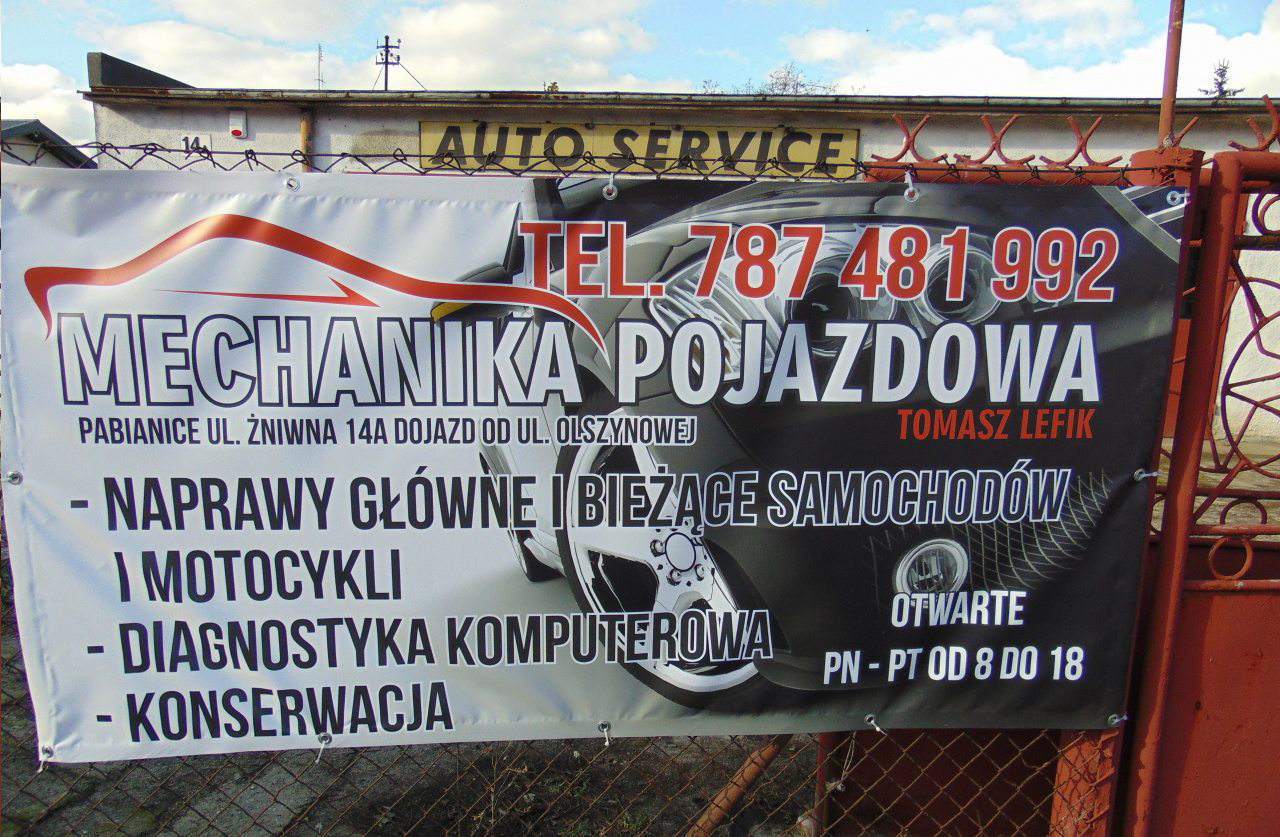 14
AUTO SERVICE
TEL. 787 481 992
MECHANIKA POJAZDOWA
TOMASZ LEFIK
PABIANICE UL. ŻNIWNA 14A DOJAZD OD UL. OLSZYNOWEJ
- NAPRAWY GŁÓWNE I BIEŻĄCE SAMOCHODÓW
I MOTOCYKLI
- DIAGNOSTYKA KOMPUTEROWA
- KONSERWACJA
OTWARTE
PN - PT OD 8 DO 18